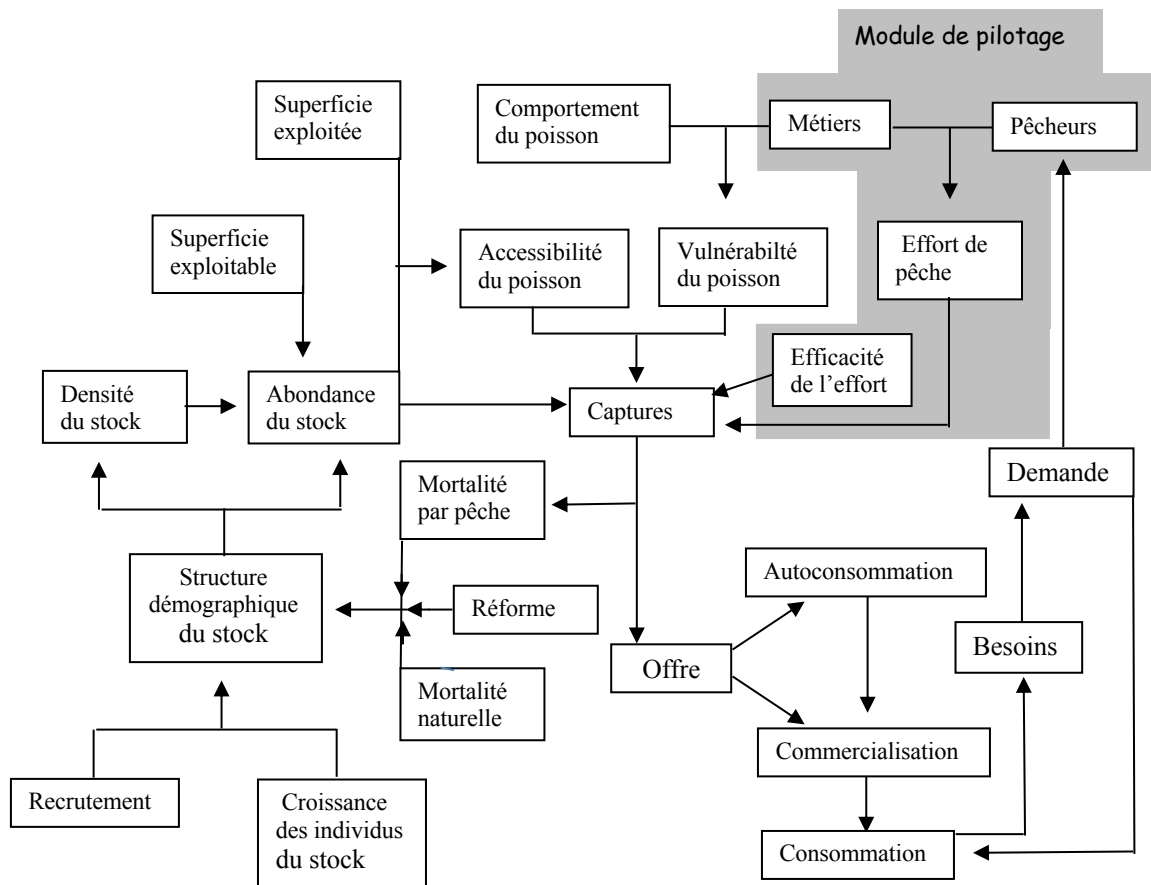 Module de pilotage
Superficie
exploitée
Comportement
du poisson
Métiers
Pêcheurs
Superficie
exploitable
Accessibilité
du poisson
Vulnérabilté
du poisson
Effort de
pêche
Efficacité
de l’effort
Densité
du stock
Abondance
du stock
Captures
Mortalité
par pêche
Demande
Structure
démographique
du stock
Réforme
Autoconsommation
Offre
Besoins
Mortalité
naturelle
Commercialisation
Recrutement
Croissance
des individus
du stock
Consommation